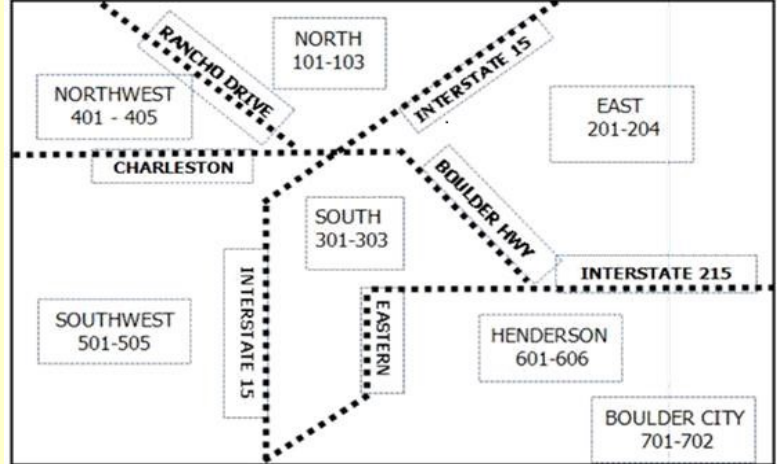 RANCHO DRIVE
NORTH
101-103
INTERSTATE 15
NORTHWEST
401 - 405
EAST
201-204
CHARLESTON
BOULDER HWY
SOUTH
301-303
INTERSTATE 215
INTERSTATE 15
EASTERN
SOUTHWEST
501-505
HENDERSON
601-606
BOULDER CITY
701-702